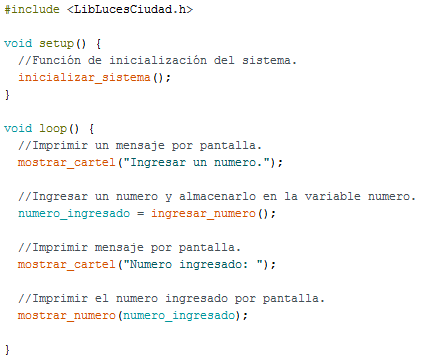 #include <LibLucesCiudad.h>
void setup() {
//Función de inicialización del sistema.
inicializar_sistema();
}
void loop() {
//Imprimir un mensaje por pantalla.
mostrar_cartel("Ingresar un numero.");
//Ingresar un numero y almacenarlo en la variable numero.
numero_ingresado = ingresar_numero();
//Imprimir mensaje por pantalla.
mostrar_cartel("Numero ingresado: ");
//Imprimir el numero ingresado por pantalla.
mostrar_numero(numero_ingresado);
}